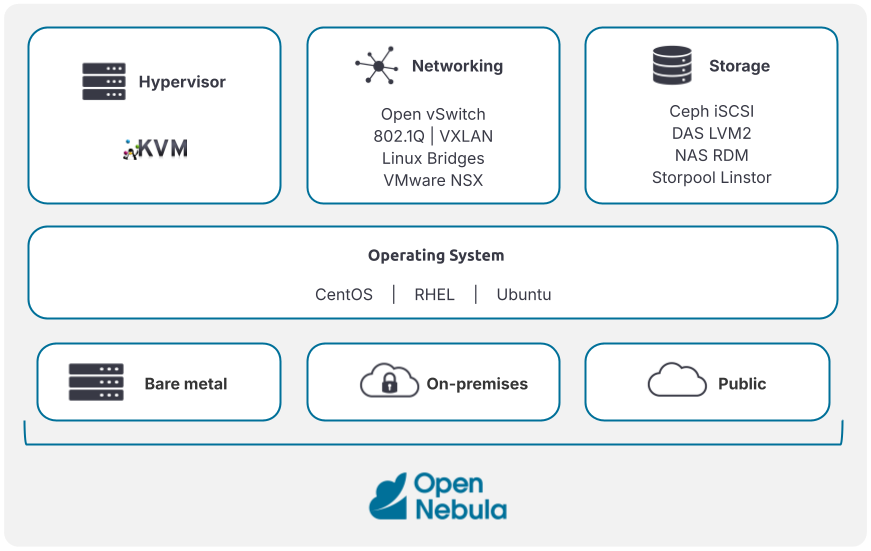 Hypervisor
KVM
Networking
Open vSwitch
802.1Q | VXLAN
Linux Bridges
VMware NSX
Storage
Ceph iSCSI
DAS LVM2
NAS RDM
Storpool Linstor
Operating System
CentOS | RHEL | Ubuntu
Bare metal
On-premises
Public
Open
Nebula